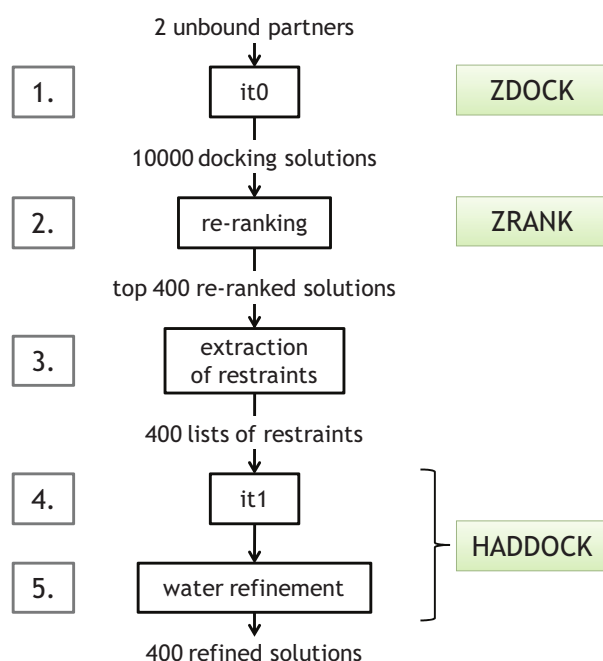 2 unbound partners
1.
it0
ZDOCK
10000 docking solutions
2.
re-ranking
ZRANK
top 400 re-ranked solutions
3.
extraction
of restraints
400 lists of restraints
4.
it1
HADDOCK
5.
water refinement
400 refined solutions